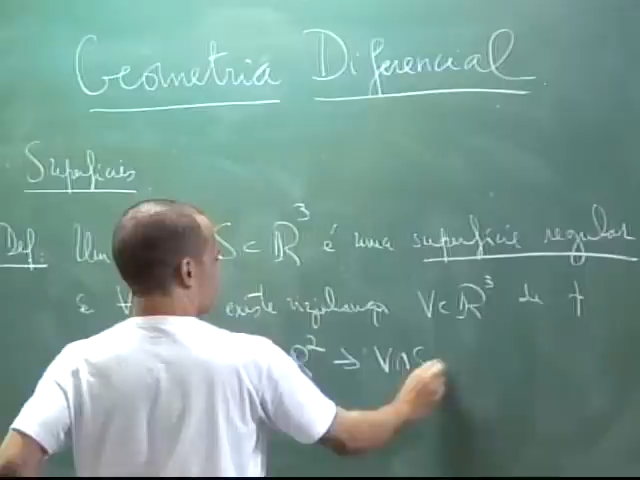 Geometria Diferencial
Superfícies
Def: Um S ⊂ R³ é uma superfície regular
se ∀ existe vizinhança V ⊂ R³ de p
R² → V ∩ S